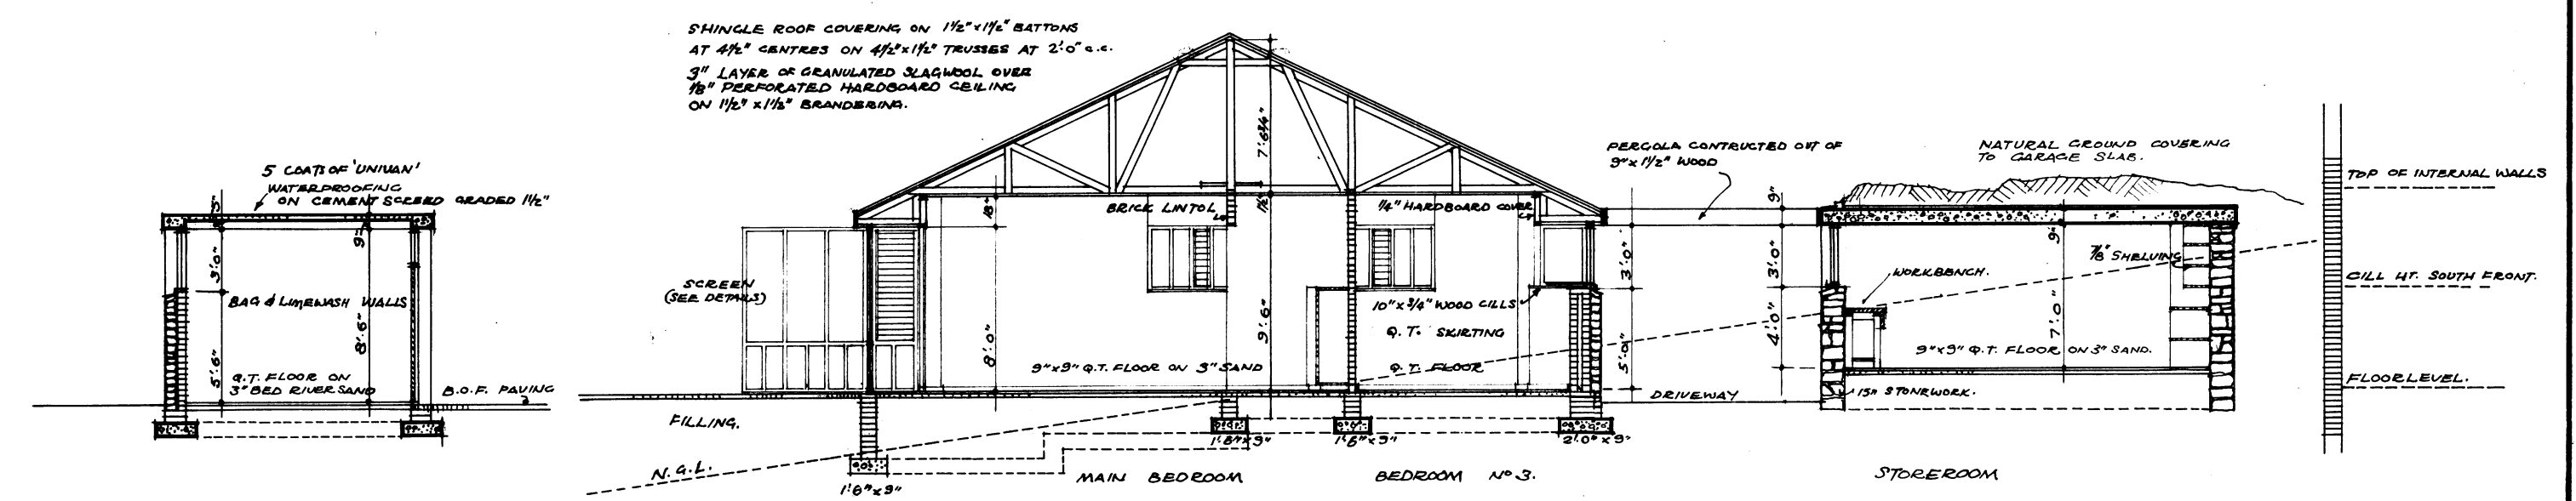 SHINGLE ROOF COVERING ON 1½" x 1½" BATTONS
AT 4½" CENTRES ON 4½" x 1½" TRUSSES AT 2'.0" c.c.
3" LAYER OF GRANULATED SLAGWOOL OVER
⅛" PERFORATED HARDBOARD CEILING
ON 1½" x 1½" BRANDERING.
5 COATS OF 'UNIVAN'
WATERPROOFING
ON CEMENT SCREED GRADED 1½"
9"
3'.0"
BAG & LIMEWASH WALLS
8'.6"
5'.6"
Q.T. FLOOR ON
3" BED RIVER SAND
B.O.F. PAVING
7'.6¾"
BRICK LINTOL
¼" HARDBOARD COVER
18"
SCREEN
(SEE DETAILS)
8'.0"
9'.6"
10" x ¾" WOOD CILLS
Q.T. SKIRTING
9"x9" Q.T. FLOOR ON 3" SAND
Q.T. FLOOR
3'.0"
5'.0"
FILLING.
N.G.L.
1'.6" x 9"
1'.6" x 9"
1'.6" x 9"
2'.0" x 9"
MAIN BEDROOM
BEDROOM No 3.
PERGOLA CONTRUCTED OUT OF
9" x 1½" WOOD
NATURAL GROUND COVERING
TO GARAGE SLAB.
9"
9"
3'.0"
4'.0"
7'.0"
⅞" SHELVING
WORKBENCH.
9"x9" Q.T. FLOOR ON 3" SAND.
DRIVEWAY
15" STONEWORK.
STOREROOM
TOP OF INTERNAL WALLS
CILL HT. SOUTH FRONT.
FLOOR LEVEL.